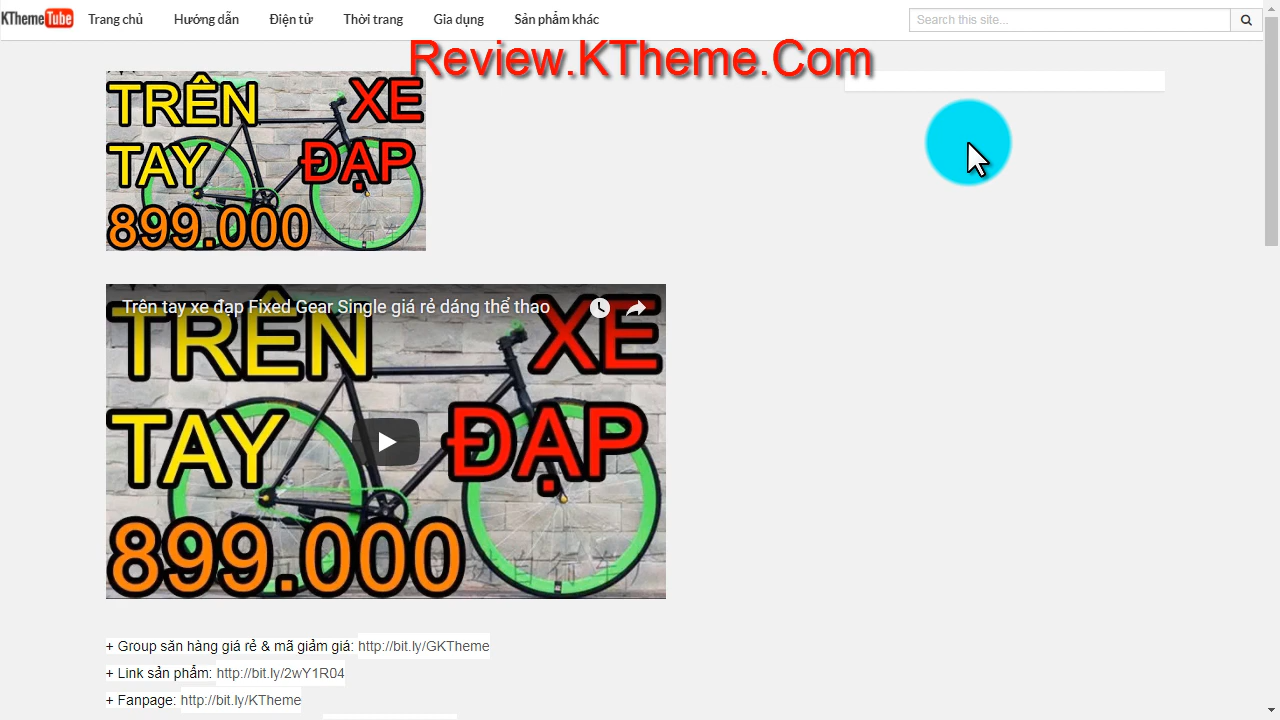 KThemeTube Trang chủ Hướng dẫn Điện tử Thời trang Gia dụng Sản phẩm khác Search this site...
Review.KTheme.Com
TRÊN XE
TAY ĐẠP
899.000
Trên tay xe đạp Fixed Gear Single giá rẻ dáng thể thao
TRÊN XE
TAY ĐẠP
899.000
+ Group săn hàng giá rẻ & mã giảm giá: http://bit.ly/GKTheme
+ Link sản phẩm: http://bit.ly/2wY1R04
+ Fanpage: http://bit.ly/KTheme